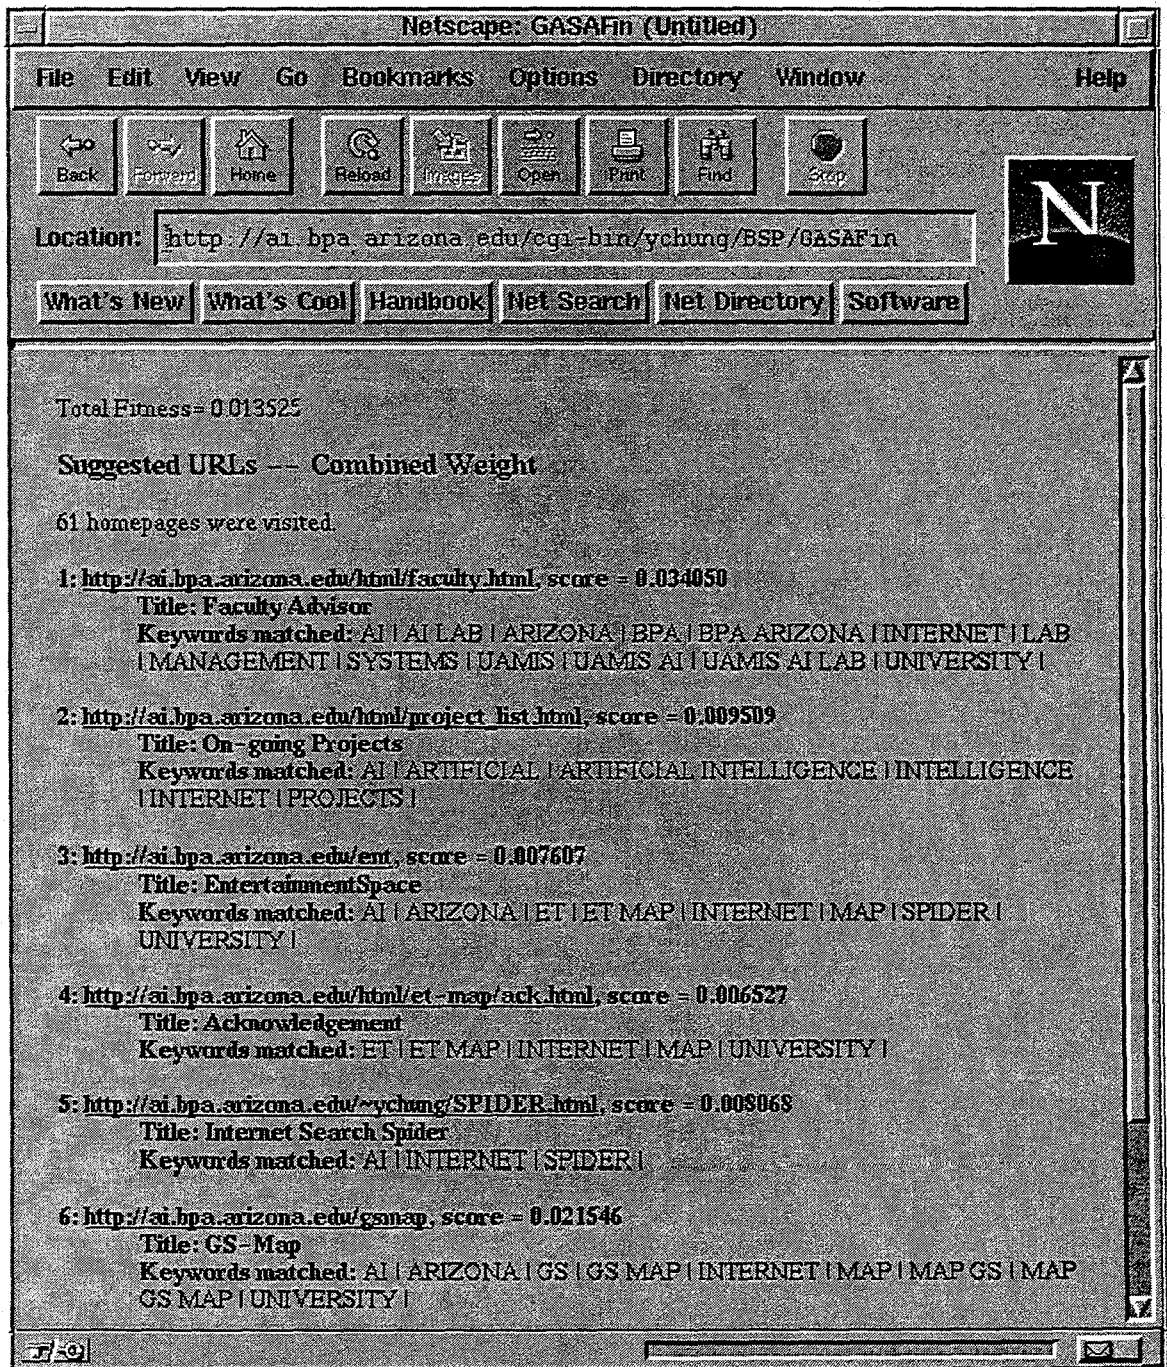 Netscape: GASAFin (Untitled)
File Edit View Go Bookmarks Options Directory Window Help
Back Forward Home Reload Images Open Print Find Stop
N
Location: http://ai.bpa.arizona.edu/cgi-bin/ychung/BSP/GASAFin
What's New What's Cool Handbook Net Search Net Directory Software
Total Fitness= 0.013525
Suggested URLs -- Combined Weight
61 homepages were visited.
1: http://ai.bpa.arizona.edu/html/faculty.html, score = 0.034050
Title: Faculty Advisor
Keywords matched: AI | AI LAB | ARIZONA | BPA | BPA ARIZONA | INTERNET | LAB
| MANAGEMENT | SYSTEMS | UAMIS | UAMIS AI | UAMIS AI LAB | UNIVERSITY |
2: http://ai.bpa.arizona.edu/html/project_list.html, score = 0.009509
Title: On-going Projects
Keywords matched: AI | ARTIFICIAL | ARTIFICIAL INTELLIGENCE | INTELLIGENCE
| INTERNET | PROJECTS |
3: http://ai.bpa.arizona.edu/ent, score = 0.007607
Title: EntertainmentSpace
Keywords matched: AI | ARIZONA | ET | ET MAP | INTERNET | MAP | SPIDER |
UNIVERSITY |
4: http://ai.bpa.arizona.edu/html/et-map/ack.html, score = 0.006527
Title: Acknowledgement
Keywords matched: ET | ET MAP | INTERNET | MAP | UNIVERSITY |
5: http://ai.bpa.arizona.edu/~ychung/SPIDER.html, score = 0.008068
Title: Internet Search Spider
Keywords matched: AI | INTERNET | SPIDER |
6: http://ai.bpa.arizona.edu/gsmap, score = 0.021546
Title: GS-Map
Keywords matched: AI | ARIZONA | GS | GS MAP | INTERNET | MAP | MAP GS | MAP
GS MAP | UNIVERSITY |